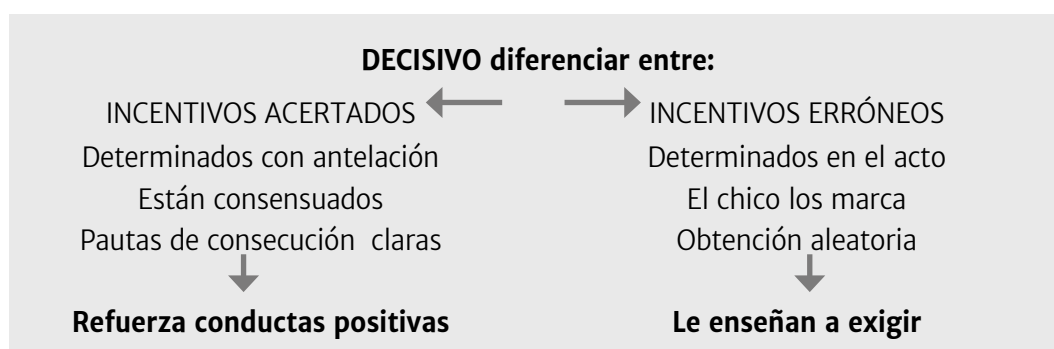 DECISIVO diferenciar entre:
INCENTIVOS ACERTADOS
Determinados con antelación
Están consensuados
Pautas de consecución claras
Refuerza conductas positivas
INCENTIVOS ERRÓNEOS
Determinados en el acto
El chico los marca
Obtención aleatoria
Le enseñan a exigir